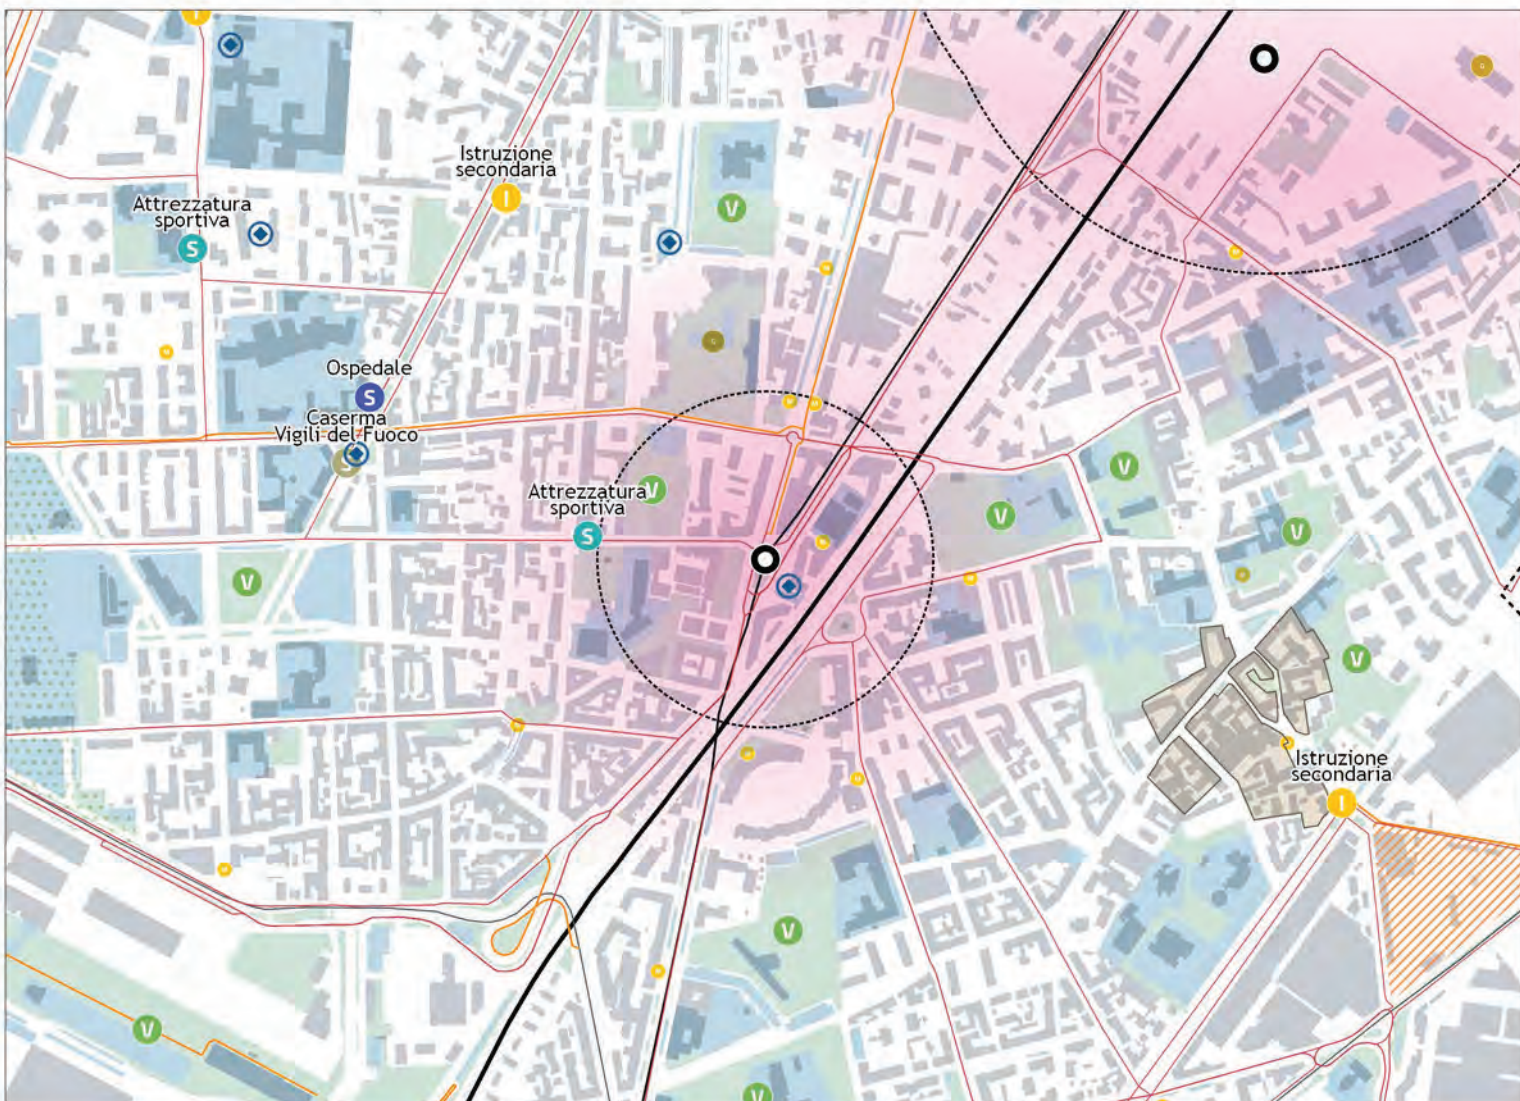 I
Istruzione
secondaria
I
V
Attrezzatura
sportiva
S
Ospedale
S
Caserma
Vigili del Fuoco
S
V
V
Attrezzatura
sportiva
V
S
V
V
V
Istruzione
secondaria
I
V
V
V